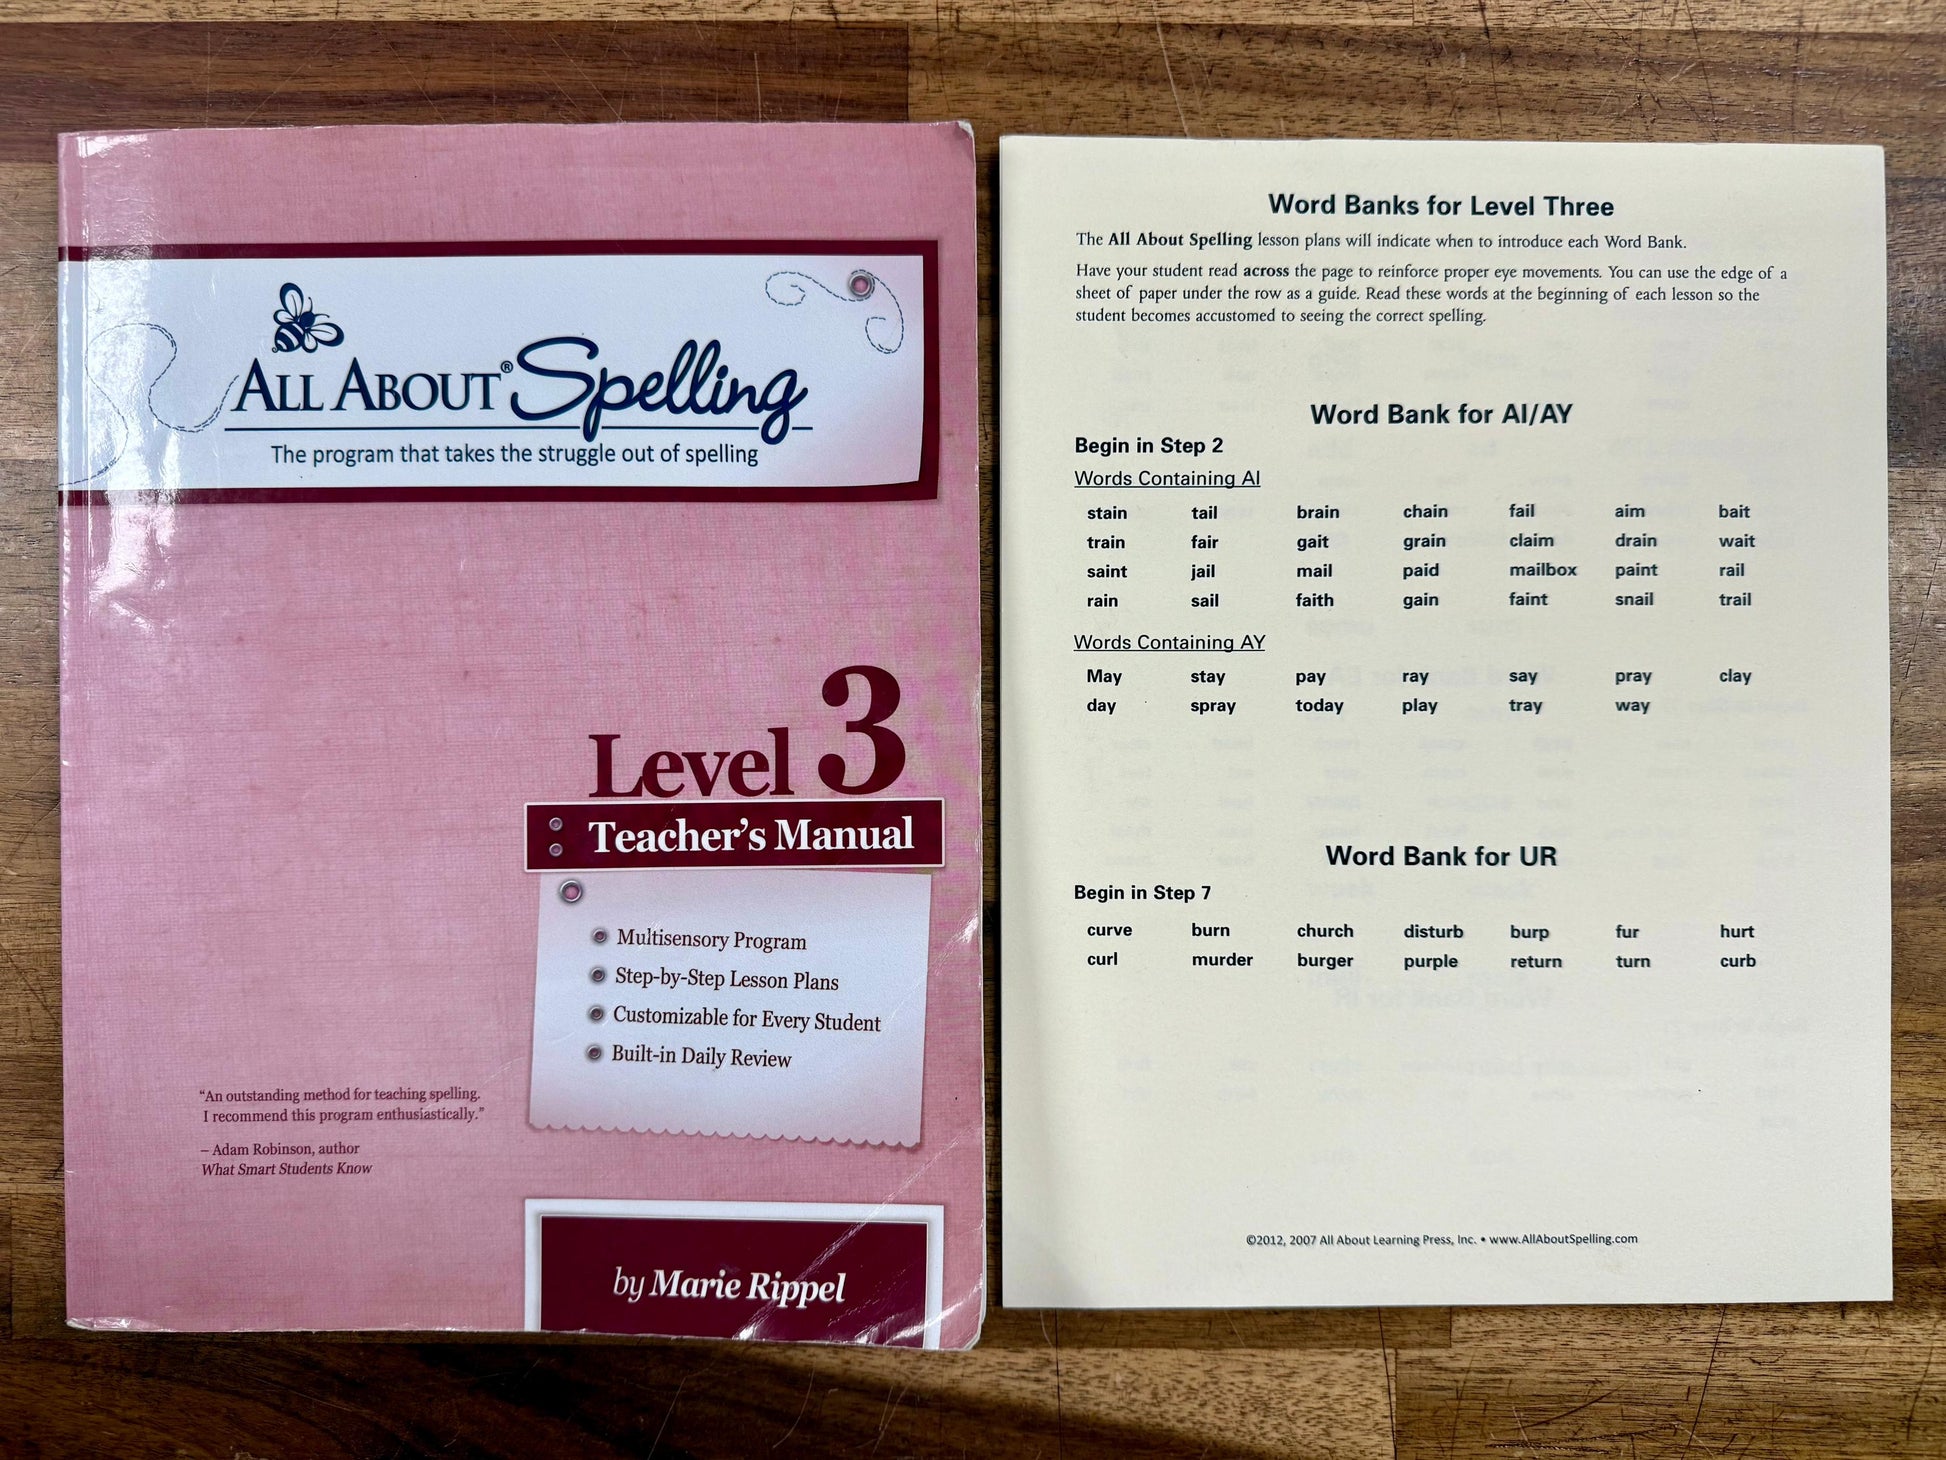 ALL ABOUT® Spelling
The program that takes the struggle out of spelling
Level 3
Teacher's Manual
Multisensory Program
Step-by-Step Lesson Plans
Customizable for Every Student
Built-in Daily Review
"An outstanding method for teaching spelling.
I recommend this program enthusiastically."
– Adam Robinson, author
What Smart Students Know
by Marie Rippel
Word Banks for Level Three
The All About Spelling lesson plans will indicate when to introduce each Word Bank.
Have your student read across the page to reinforce proper eye movements. You can use the edge of a
sheet of paper under the row as a guide. Read these words at the beginning of each lesson so the
student becomes accustomed to seeing the correct spelling.
Word Bank for AI/AY
Begin in Step 2
Words Containing AI
stain tail brain chain fail aim bait
train fair gait grain claim drain wait
saint jail mail paid mailbox paint rail
rain sail faith gain faint snail trail
Words Containing AY
May stay pay ray say pray clay
day spray today play tray way
Word Bank for UR
Begin in Step 7
curve burn church disturb burp fur hurt
curl murder burger purple return turn curb
©2012, 2007 All About Learning Press, Inc. • www.AllAboutSpelling.com